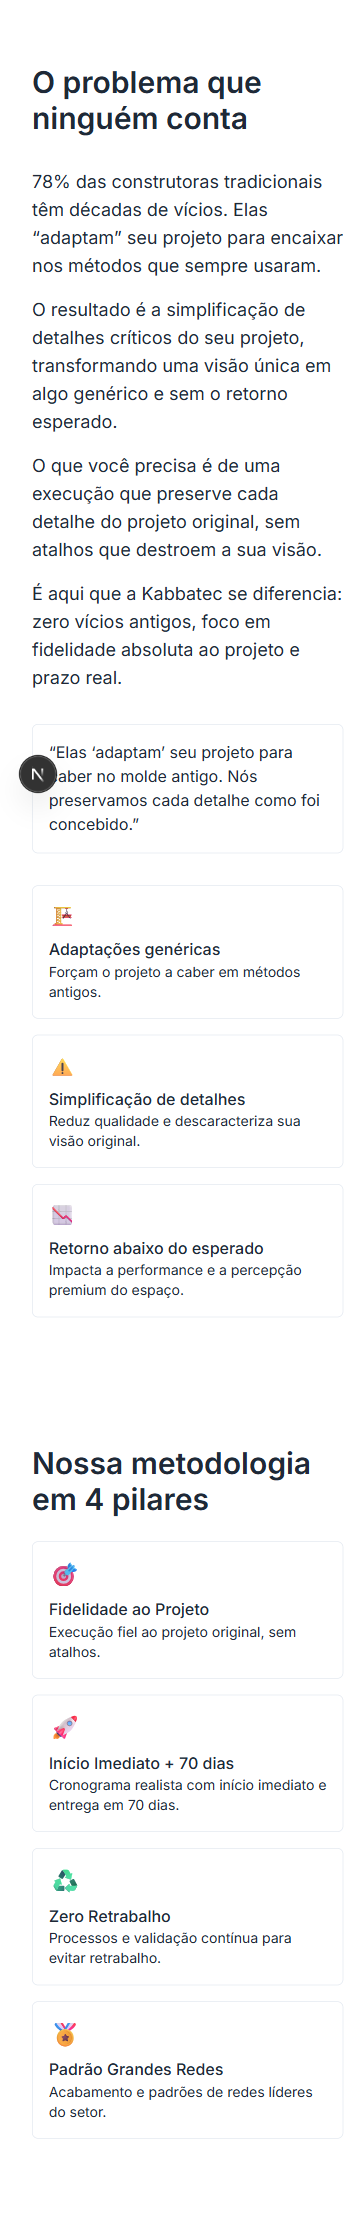 O problema que
ninguém conta
78% das construtoras tradicionais
têm décadas de vícios. Elas
“adaptam” seu projeto para encaixar
nos métodos que sempre usaram.
O resultado é a simplificação de
detalhes críticos do seu projeto,
transformando uma visão única em
algo genérico e sem o retorno
esperado.
O que você precisa é de uma
execução que preserve cada
detalhe do projeto original, sem
atalhos que destroem a sua visão.
É aqui que a Kabbatec se diferencia:
zero vícios antigos, foco em
fidelidade absoluta ao projeto e
prazo real.
“Elas ‘adaptam’ seu projeto para
N
caber no molde antigo. Nós
preservamos cada detalhe como foi
concebido.”
Adaptações genéricas
Forçam o projeto a caber em métodos
antigos.
Simplificação de detalhes
Reduz qualidade e descaracteriza sua
visão original.
Retorno abaixo do esperado
Impacta a performance e a percepção
premium do espaço.
Nossa metodologia
em 4 pilares
Fidelidade ao Projeto
Execução fiel ao projeto original, sem
atalhos.
Início Imediato + 70 dias
Cronograma realista com início imediato e
entrega em 70 dias.
Zero Retrabalho
Processos e validação contínua para
evitar retrabalho.
Padrão Grandes Redes
Acabamento e padrões de redes líderes
do setor.